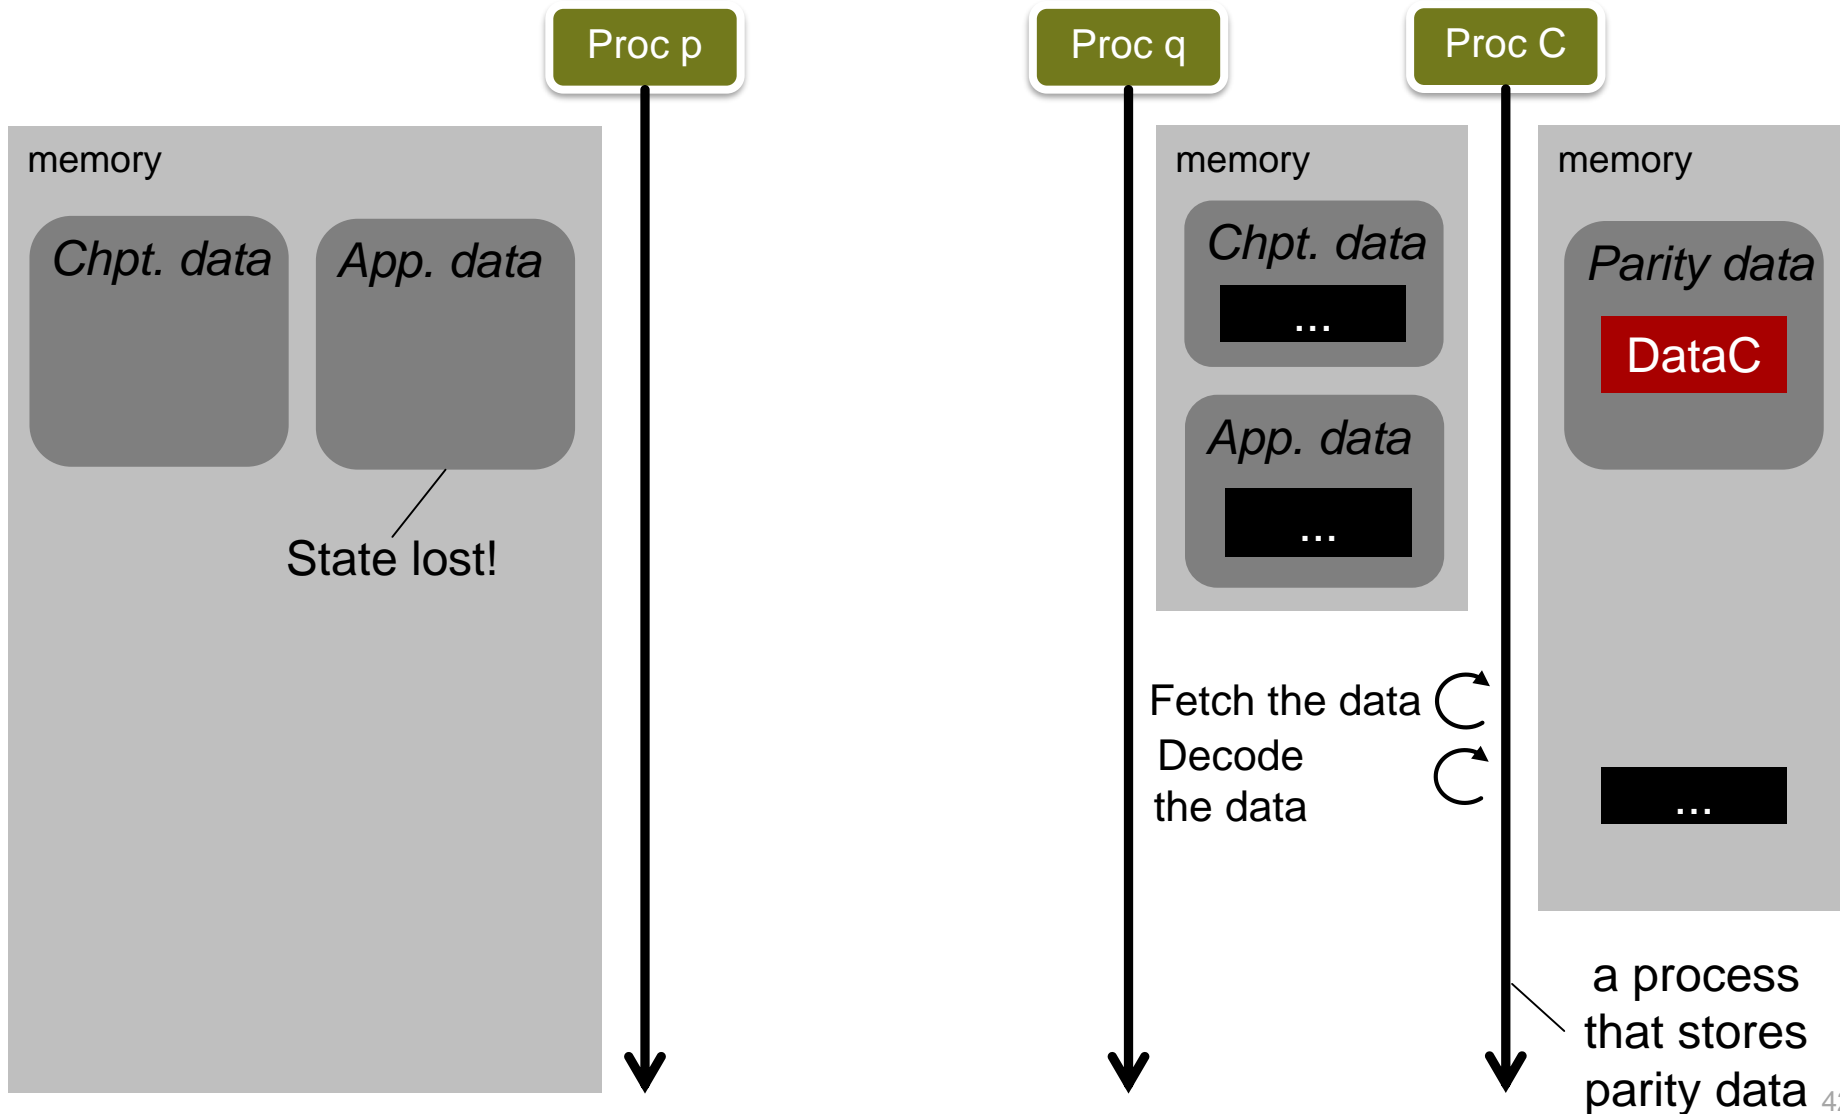 Proc p
Proc q
Proc C
memory
memory
memory
Chpt. data
App. data
Chpt. data
...
Parity data
DataC
App. data
...
State lost!
Fetch the data
Decode
the data
...
a process
that stores
parity data